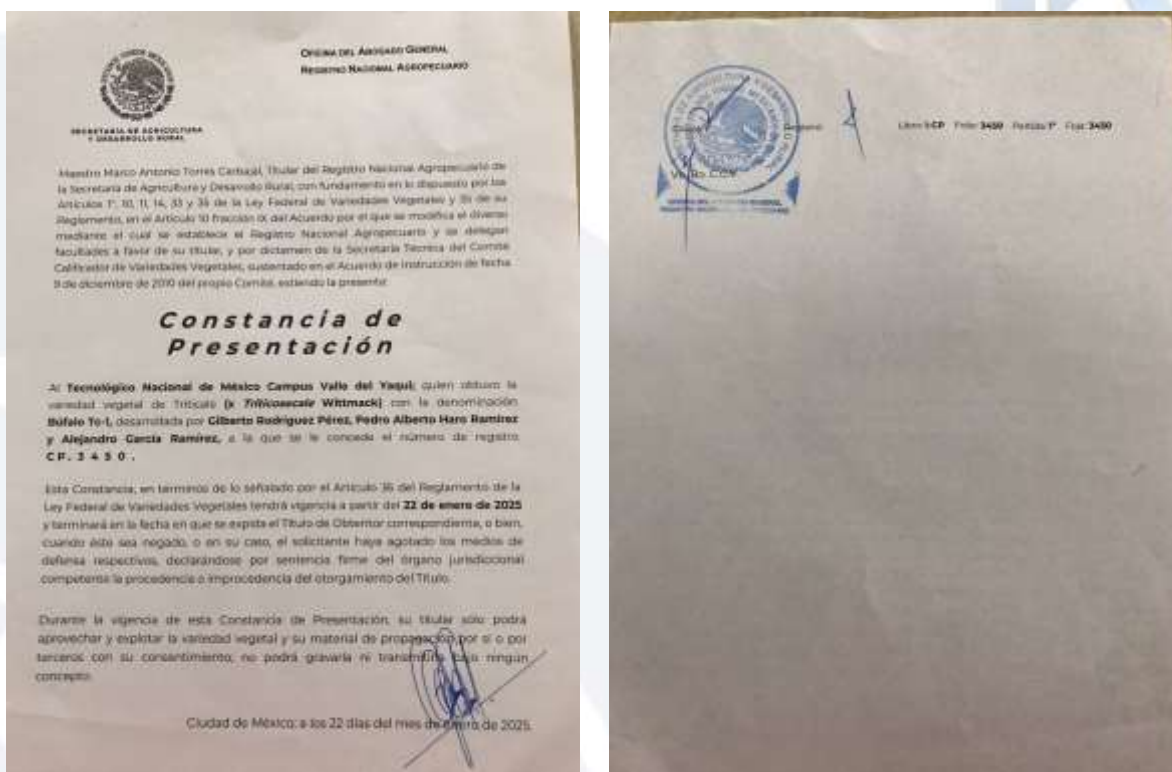 OFICINA DEL ABOGADO GENERAL
REGISTRO NACIONAL AGROPECUARIO
SECRETARÍA DE AGRICULTURA
Y DESARROLLO RURAL
Maestro Marco Antonio Torres Carbajal, Titular del Registro Nacional Agropecuario de
la Secretaría de Agricultura y Desarrollo Rural, con fundamento en lo dispuesto por los
Artículos 1°, 10, 11, 14, 33 y 35 de la Ley Federal de Variedades Vegetales y 35 de su
Reglamento, en el Artículo 10 fracción IX del Acuerdo por el que se modifica el diverso
mediante el cual se establece el Registro Nacional Agropecuario y se delegan
facultades a favor de su titular, y por dictamen de la Secretaría Técnica del Comité
Calificador de Variedades Vegetales, sustentado en el Acuerdo de Instrucción de fecha
9 de diciembre de 2010 del propio Comité, extiendo la presente:
Constancia de
Presentación
Al Tecnológico Nacional de México Campus Valle del Yaqui; quien obtuvo la
variedad vegetal de Triticale (x Triticosecale Wittmack) con la denominación
Búfalo To-1, desarrollada por Gilberto Rodríguez Pérez, Pedro Alberto Haro Ramírez
y Alejandro García Ramírez, a la que se le concede el número de registro
CP. 3 4 5 0 .
Esta Constancia, en términos de lo señalado por el Artículo 36 del Reglamento de la
Ley Federal de Variedades Vegetales tendrá vigencia a partir del 22 de enero de 2025
y terminará en la fecha en que se expida el Título de Obtentor correspondiente, o bien,
cuando éste sea negado, o en su caso, el solicitante haya agotado los medios de
defensa respectivos, declarándose por sentencia firme del órgano jurisdiccional
competente la procedencia o improcedencia del otorgamiento del Título.
Durante la vigencia de esta Constancia de Presentación, su titular sólo podrá
aprovechar y explotar la variedad vegetal y su material de propagación por sí o por
terceros con su consentimiento, no podrá gravarla ni transmitirla bajo ningún
concepto.
Ciudad de México; a los 22 días del mes de enero de 2025.
Registro Libro: CP Foja: 3450 Partida: 1ª Fojas: 3450
Vo. Bo. C.C.V.